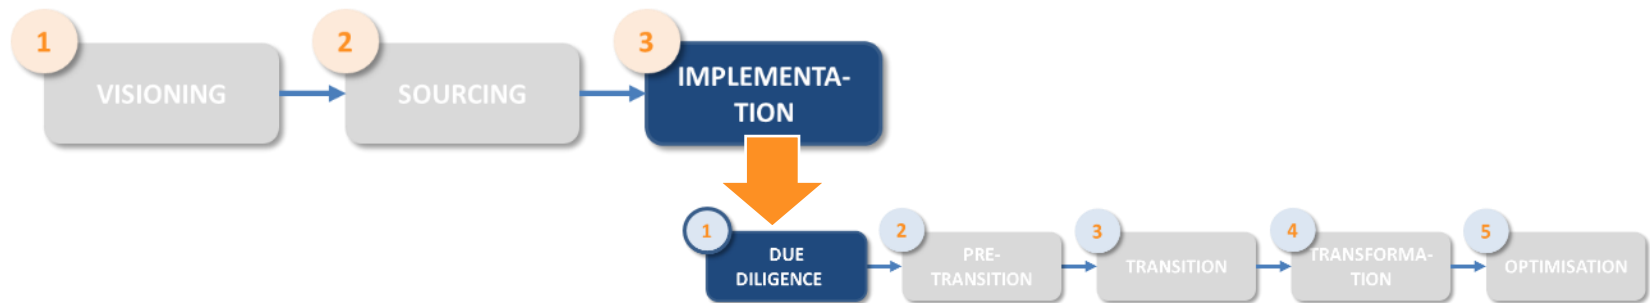 1
VISIONING
2
SOURCING
3
IMPLEMENTA-
TION
1
DUE
DILIGENCE
2
PRE-
TRANSITION
3
TRANSITION
4
TRANSFORMA-
TION
5
OPTIMISATION